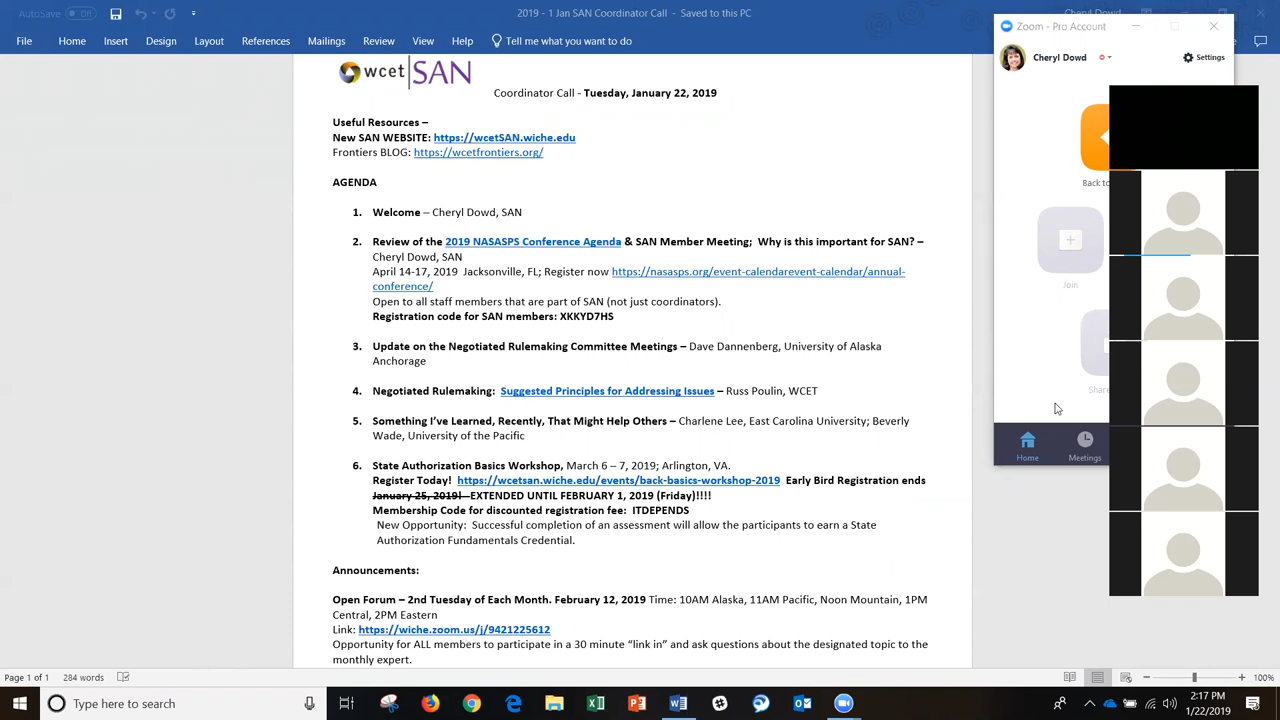 AutoSave Off
2019 - 1 Jan SAN Coordinator Call - Saved to this PC
File Home Insert Design Layout References Mailings Review View Help Tell me what you want to do
Zoom - Pro Account
Cheryl Dowd
Settings
Back to
Join
Share
Home Meetings
wcet SAN
Coordinator Call - Tuesday, January 22, 2019
Useful Resources –
New SAN WEBSITE: https://wcetSAN.wiche.edu
Frontiers BLOG: https://wcetfrontiers.org/
AGENDA
1. Welcome – Cheryl Dowd, SAN
2. Review of the 2019 NASASPS Conference Agenda & SAN Member Meeting; Why is this important for SAN? –
Cheryl Dowd, SAN
April 14-17, 2019 Jacksonville, FL; Register now https://nasasps.org/event-calendarevent-calendar/annual-
conference/
Open to all staff members that are part of SAN (not just coordinators).
Registration code for SAN members: XKKYD7HS
3. Update on the Negotiated Rulemaking Committee Meetings – Dave Dannenberg, University of Alaska
Anchorage
4. Negotiated Rulemaking: Suggested Principles for Addressing Issues – Russ Poulin, WCET
5. Something I've Learned, Recently, That Might Help Others – Charlene Lee, East Carolina University; Beverly
Wade, University of the Pacific
6. State Authorization Basics Workshop, March 6 – 7, 2019; Arlington, VA.
Register Today! https://wcetsan.wiche.edu/events/back-basics-workshop-2019 Early Bird Registration ends
January 25, 2019! EXTENDED UNTIL FEBRUARY 1, 2019 (Friday)!!!!
Membership Code for discounted registration fee: ITDEPENDS
New Opportunity: Successful completion of an assessment will allow the participants to earn a State
Authorization Fundamentals Credential.
Announcements:
Open Forum – 2nd Tuesday of Each Month. February 12, 2019 Time: 10AM Alaska, 11AM Pacific, Noon Mountain, 1PM
Central, 2PM Eastern
Link: https://wiche.zoom.us/j/9421225612
Opportunity for ALL members to participate in a 30 minute "link in" and ask questions about the designated topic to the
monthly expert.
Page 1 of 1 284 words
100%
Type here to search
2:17 PM
1/22/2019